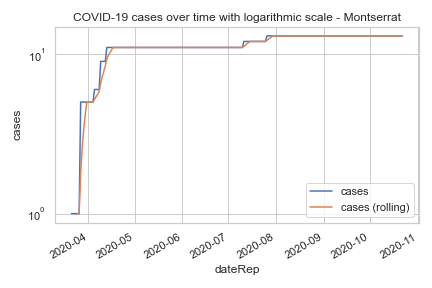 COVID-19 cases over time with logarithmic scale - Montserrat
10¹
10⁰
cases
cases
cases (rolling)
2020-04
2020-05
2020-06
2020-07
2020-08
2020-09
2020-10
2020-11
dateRep